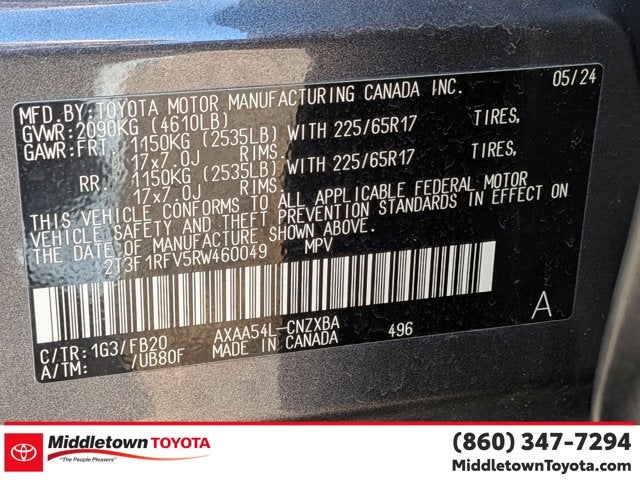 MFD.BY:TOYOTA MOTOR MANUFACTURING CANADA INC. 05/24
GVWR:2090KG (4610LB)
GAWR:FRT. 1150KG (2535LB) WITH 225/65R17 TIRES,
17x7.0J RIMS.
RR. 1150KG (2535LB) WITH 225/65R17 TIRES,
17x7.0J RIMS.
THIS VEHICLE CONFORMS TO ALL APPLICABLE FEDERAL MOTOR
VEHICLE SAFETY AND THEFT PREVENTION STANDARDS IN EFFECT ON
THE DATE OF MANUFACTURE SHOWN ABOVE.
2T3F1RFV5RW460049 MPV
A
C/TR: 1G3/FB20 AXAA54L-CNZXBA 496
A/TM: /UB80F MADE IN CANADA
Middletown TOYOTA
"The People Pleasers"
(860) 347-7294
MiddletownToyota.com